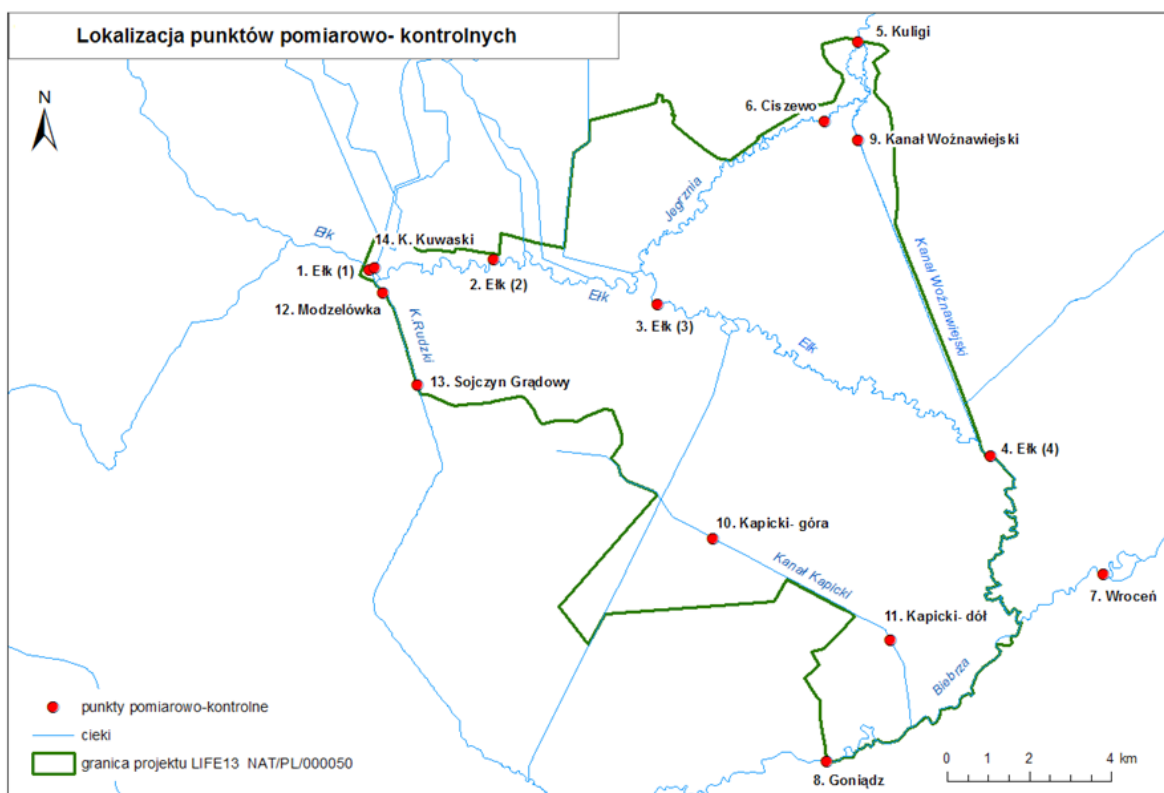 Lokalizacja punktów pomiarowo- kontrolnych
N
5. Kuligi
6. Ciszewo
9. Kanał Woźnawiejski
Jegrznia
Ełk
14. K. Kuwaski
1. Ełk (1)
2. Ełk (2)
Ełk
12. Modzelówka
3. Ełk (3)
Kanał Woźnawiejski
K.Rudzki
Ełk
13. Sojczyn Grądowy
4. Ełk (4)
10. Kapicki- góra
Kanał Kapicki
7. Wroceń
11. Kapicki- dół
Biebrza
punkty pomiarowo-kontrolne
cieki
granica projektu LIFE13 NAT/PL/000050
8. Goniądz
0 1 2 4 km